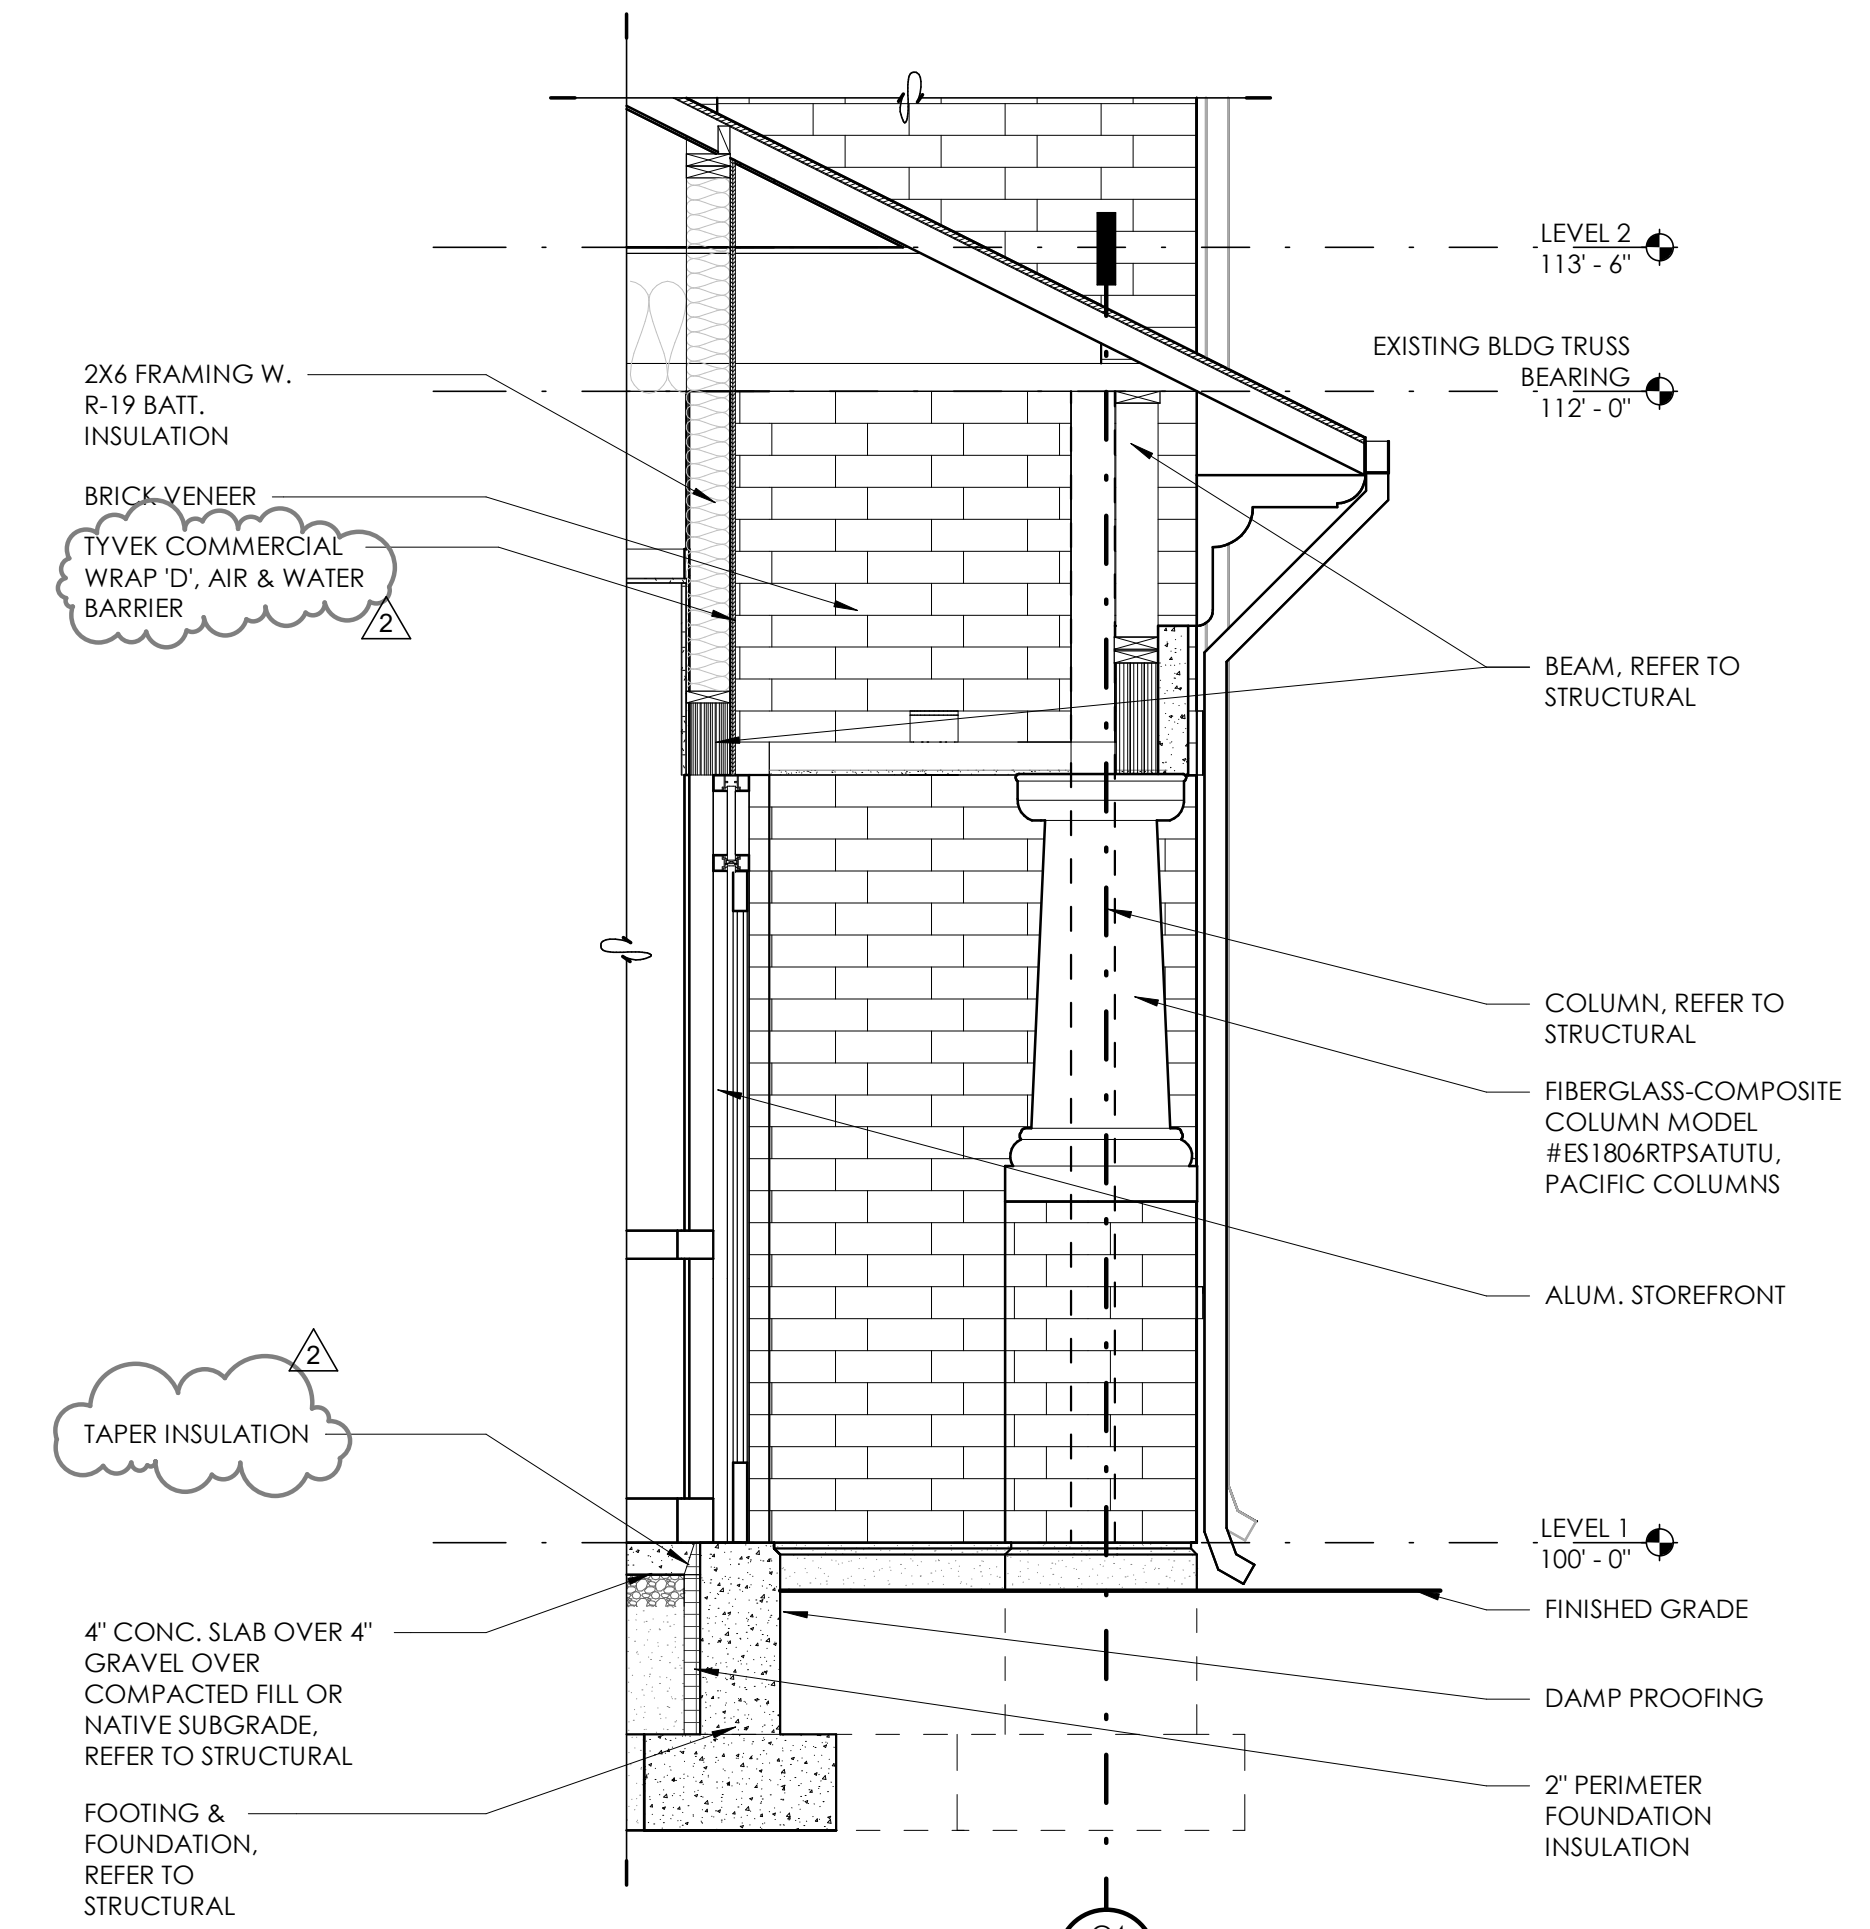 LEVEL 2
113' - 6"
EXISTING BLDG TRUSS
BEARING
112' - 0"
2X6 FRAMING W.
R-19 BATT.
INSULATION
BRICK VENEER
TYVEK COMMERCIAL
WRAP 'D', AIR & WATER
BARRIER
2
BEAM, REFER TO
STRUCTURAL
COLUMN, REFER TO
STRUCTURAL
FIBERGLASS-COMPOSITE
COLUMN MODEL
#ES1806RTPSATUTU,
PACIFIC COLUMNS
ALUM. STOREFRONT
2
TAPER INSULATION
LEVEL 1
100' - 0"
FINISHED GRADE
4" CONC. SLAB OVER 4"
GRAVEL OVER
COMPACTED FILL OR
NATIVE SUBGRADE,
REFER TO STRUCTURAL
DAMP PROOFING
2" PERIMETER
FOUNDATION
INSULATION
FOOTING &
FOUNDATION,
REFER TO
STRUCTURAL